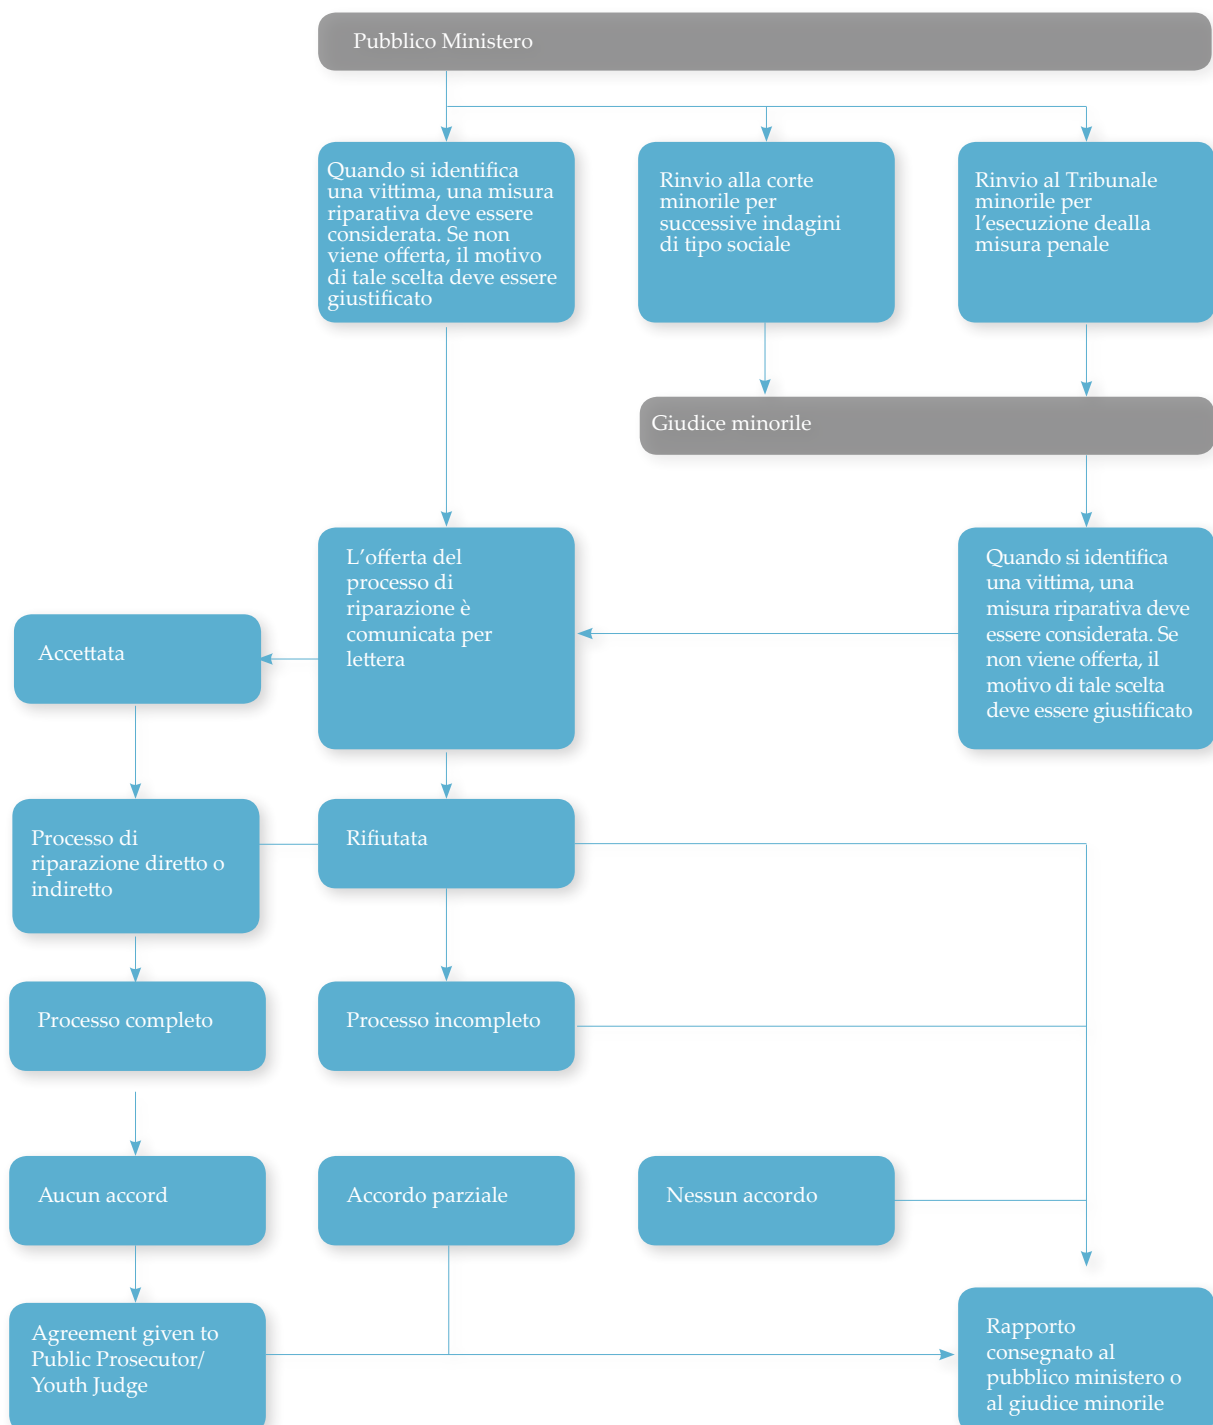 Pubblico Ministero
Quando si identifica
una vittima, una misura
riparativa deve essere
considerata. Se non
viene offerta, il motivo
di tale scelta deve essere
giustificato
Rinvio alla corte
minorile per
successive indagini
di tipo sociale
Rinvio al Tribunale
minorile per
l'esecuzione dealla
misura penale
Giudice minorile
L'offerta del
processo di
riparazione è
comunicata per
lettera
Quando si identifica
una vittima, una
misura riparativa deve
essere considerata. Se
non viene offerta, il
motivo di tale scelta
deve essere giustificato
Accettata
Processo di
riparazione diretto o
indiretto
Rifiutata
Processo completo
Processo incompleto
Aucun accord
Accordo parziale
Nessun accordo
Agreement given to
Public Prosecutor/
Youth Judge
Rapporto
consegnato al
pubblico ministero o
al giudice minorile